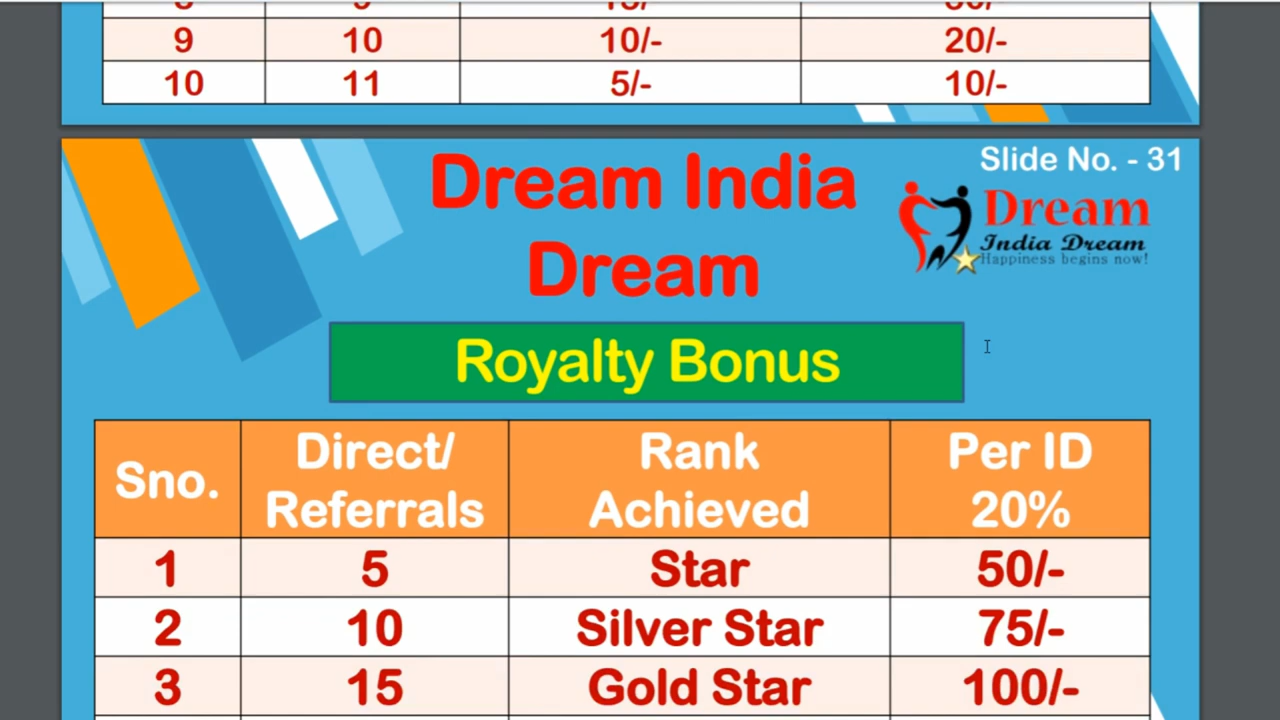 9 10 10/- 20/-
10 11 5/- 10/-
Slide No. - 31
Dream India
Dream
Dream
India Dream
Happiness begins now!
Royalty Bonus
Sno. Direct/ Referrals Rank Achieved Per ID 20%
1 5 Star 50/-
2 10 Silver Star 75/-
3 15 Gold Star 100/-